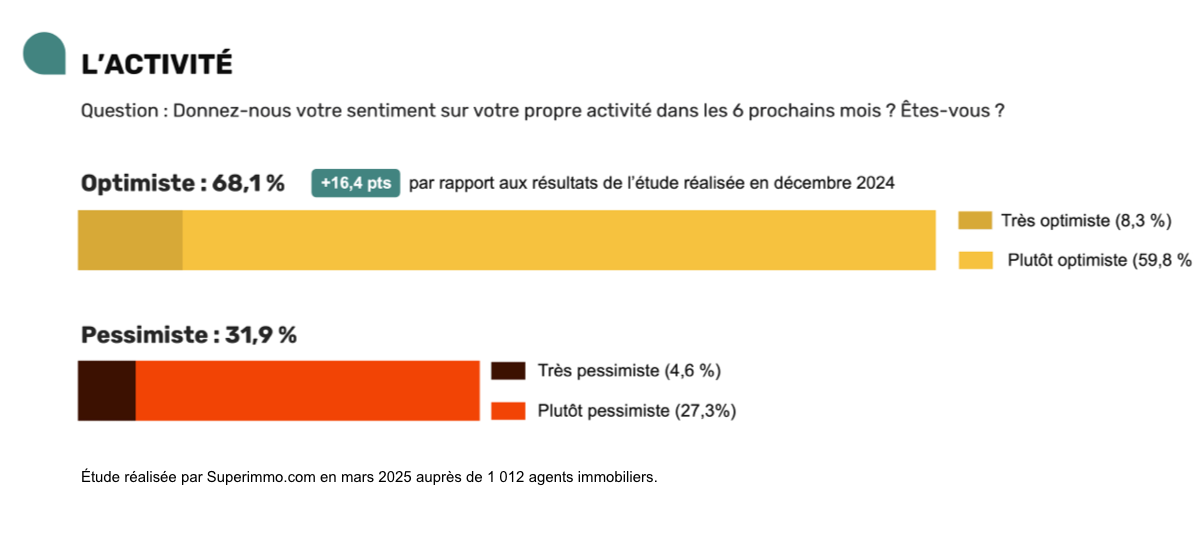 L'ACTIVITÉ
Question : Donnez-nous votre sentiment sur votre propre activité dans les 6 prochains mois ? Êtes-vous ?
Optimiste : 68,1 % +16,4 pts par rapport aux résultats de l'étude réalisée en décembre 2024
Très optimiste (8,3 %)
Plutôt optimiste (59,8 %
Pessimiste : 31,9 %
Très pessimiste (4,6 %)
Plutôt pessimiste (27,3%)
Étude réalisée par Superimmo.com en mars 2025 auprès de 1 012 agents immobiliers.